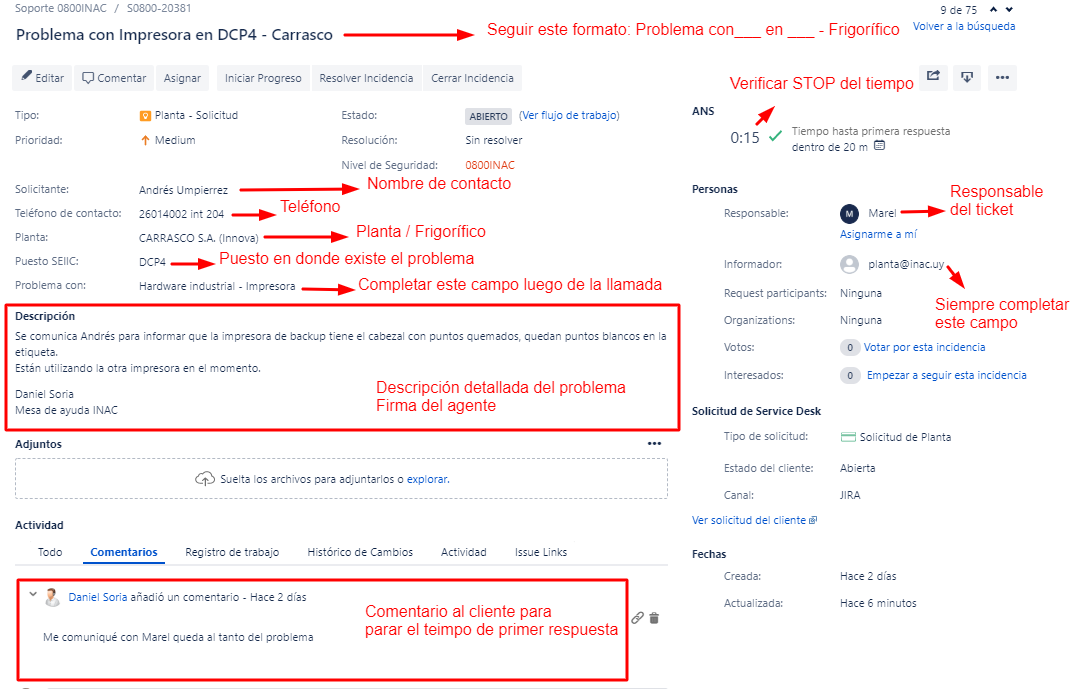 Soporte 0800INAC / S0800-20381
9 de 75
Problema con Impresora en DCP4 - Carrasco
Seguir este formato: Problema con___ en ___ - Frigorífico
Volver a la búsqueda
Editar
Comentar
Asignar
Iniciar Progreso
Resolver Incidencia
Cerrar Incidencia
Verificar STOP del tiempo
Tipo: Planta - Solicitud
Estado: ABIERTO (Ver flujo de trabajo)
Prioridad: Medium
Resolución: Sin resolver
Nivel de Seguridad: 0800INAC
Solicitante: Andrés Umpierrez
Nombre de contacto
Teléfono de contacto: 26014002 int 204
Teléfono
Planta: CARRASCO S.A. (Innova)
Planta / Frigorífico
Puesto SEIIC: DCP4
Puesto en donde existe el problema
Problema con: Hardware industrial - Impresora
Completar este campo luego de la llamada
Descripción
Se comunica Andrés para informar que la impresora de backup tiene el cabezal con puntos quemados, quedan puntos blancos en la
etiqueta.
Están utilizando la otra impresora en el momento.
Daniel Soria
Mesa de ayuda INAC
Descripción detallada del problema
Firma del agente
Adjuntos
Suelta los archivos para adjuntarlos o explorar.
Actividad
Todo
Comentarios
Registro de trabajo
Histórico de Cambios
Actividad
Issue Links
Daniel Soria añadió un comentario - Hace 2 días
Me comuniqué con Marel queda al tanto del problema
Comentario al cliente para
parar el teimpo de primer respuesta
ANS
0:15
Tiempo hasta primera respuesta
dentro de 20 m
Personas
Responsable: M Marel
Asignarme a mí
Responsable
del ticket
Informador: planta@inac.uy
Siempre completar
este campo
Request participants: Ninguna
Organizations: Ninguna
Votos: 0 Votar por esta incidencia
Interesados: 0 Empezar a seguir esta incidencia
Solicitud de Service Desk
Tipo de solicitud: Solicitud de Planta
Estado del cliente: Abierta
Canal: JIRA
Ver solicitud del cliente
Fechas
Creada: Hace 2 días
Actualizada: Hace 6 minutos